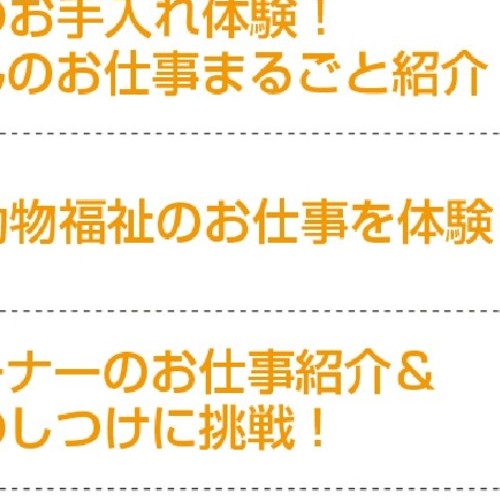 のお手入れ体験！
のお仕事まるごと紹介
物福祉のお仕事を体験
ーナーのお仕事紹介＆
のしつけに挑戦！